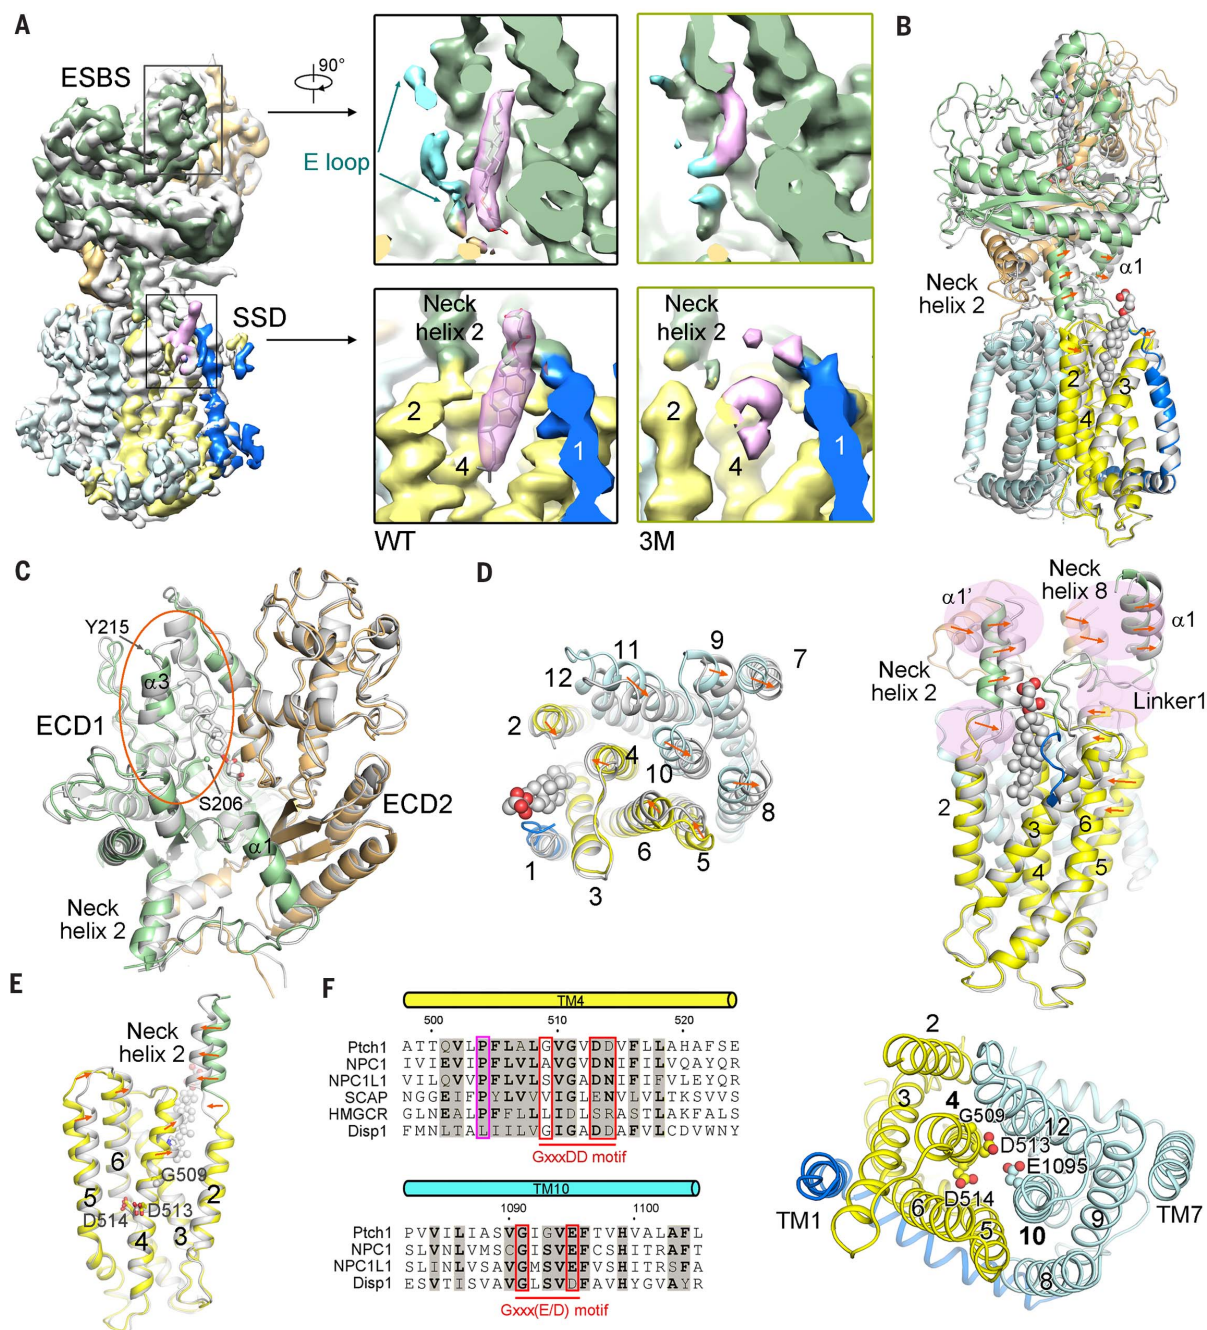 A
ESBS
90°
E loop
SSD
Neck
helix 2
2
4
1
WT
Neck
helix 2
2
4
1
3M
B
α1
Neck
helix 2
2
3
4
C
Y215
α3
ECD1
S206
ECD2
α1
Neck
helix 2
D
11
9
7
12
2
4
10
8
6
5
1
3
Neck
helix 8
α1’
α1
Neck
helix 2
Linker1
2
3
6
4
5
E
Neck
helix 2
6
G509
5
2
D514
D513
4
3
F
TM4
500 510 520
Ptch1 ATTQVLPFLALGVGVDDVFLLAHAFSE
NPC1 IVIEVIPFLVLAVGVDNIFILVQAYQR
NPC1L1 VILQVVPFLVLSVGADNIFIFVLEYQR
SCAP NGGEIFPYLVVVIGLENVLVLTKSVVS
HMGCR GLNEALPFFLLLIDLSRASTLAKFALS
Disp1 FMNLTALIILVGIGADDAFVLCDVWNY
GxxxDD motif
TM10
1090 1100
Ptch1 PVVILIASVGIGVEFTVHVALAFL
NPC1 SLVNLVMSCGISVEFCSHITRAFT
NPC1L1 SLINLVSAVGMSVEFVSHITRSFA
Disp1 ESVTISVAVGLSVDFAVHYGVAYR
Gxxx(E/D) motif
2
3
4
12
G509
D513
E1095
TM1
D514
6
5
10
9
TM7
8